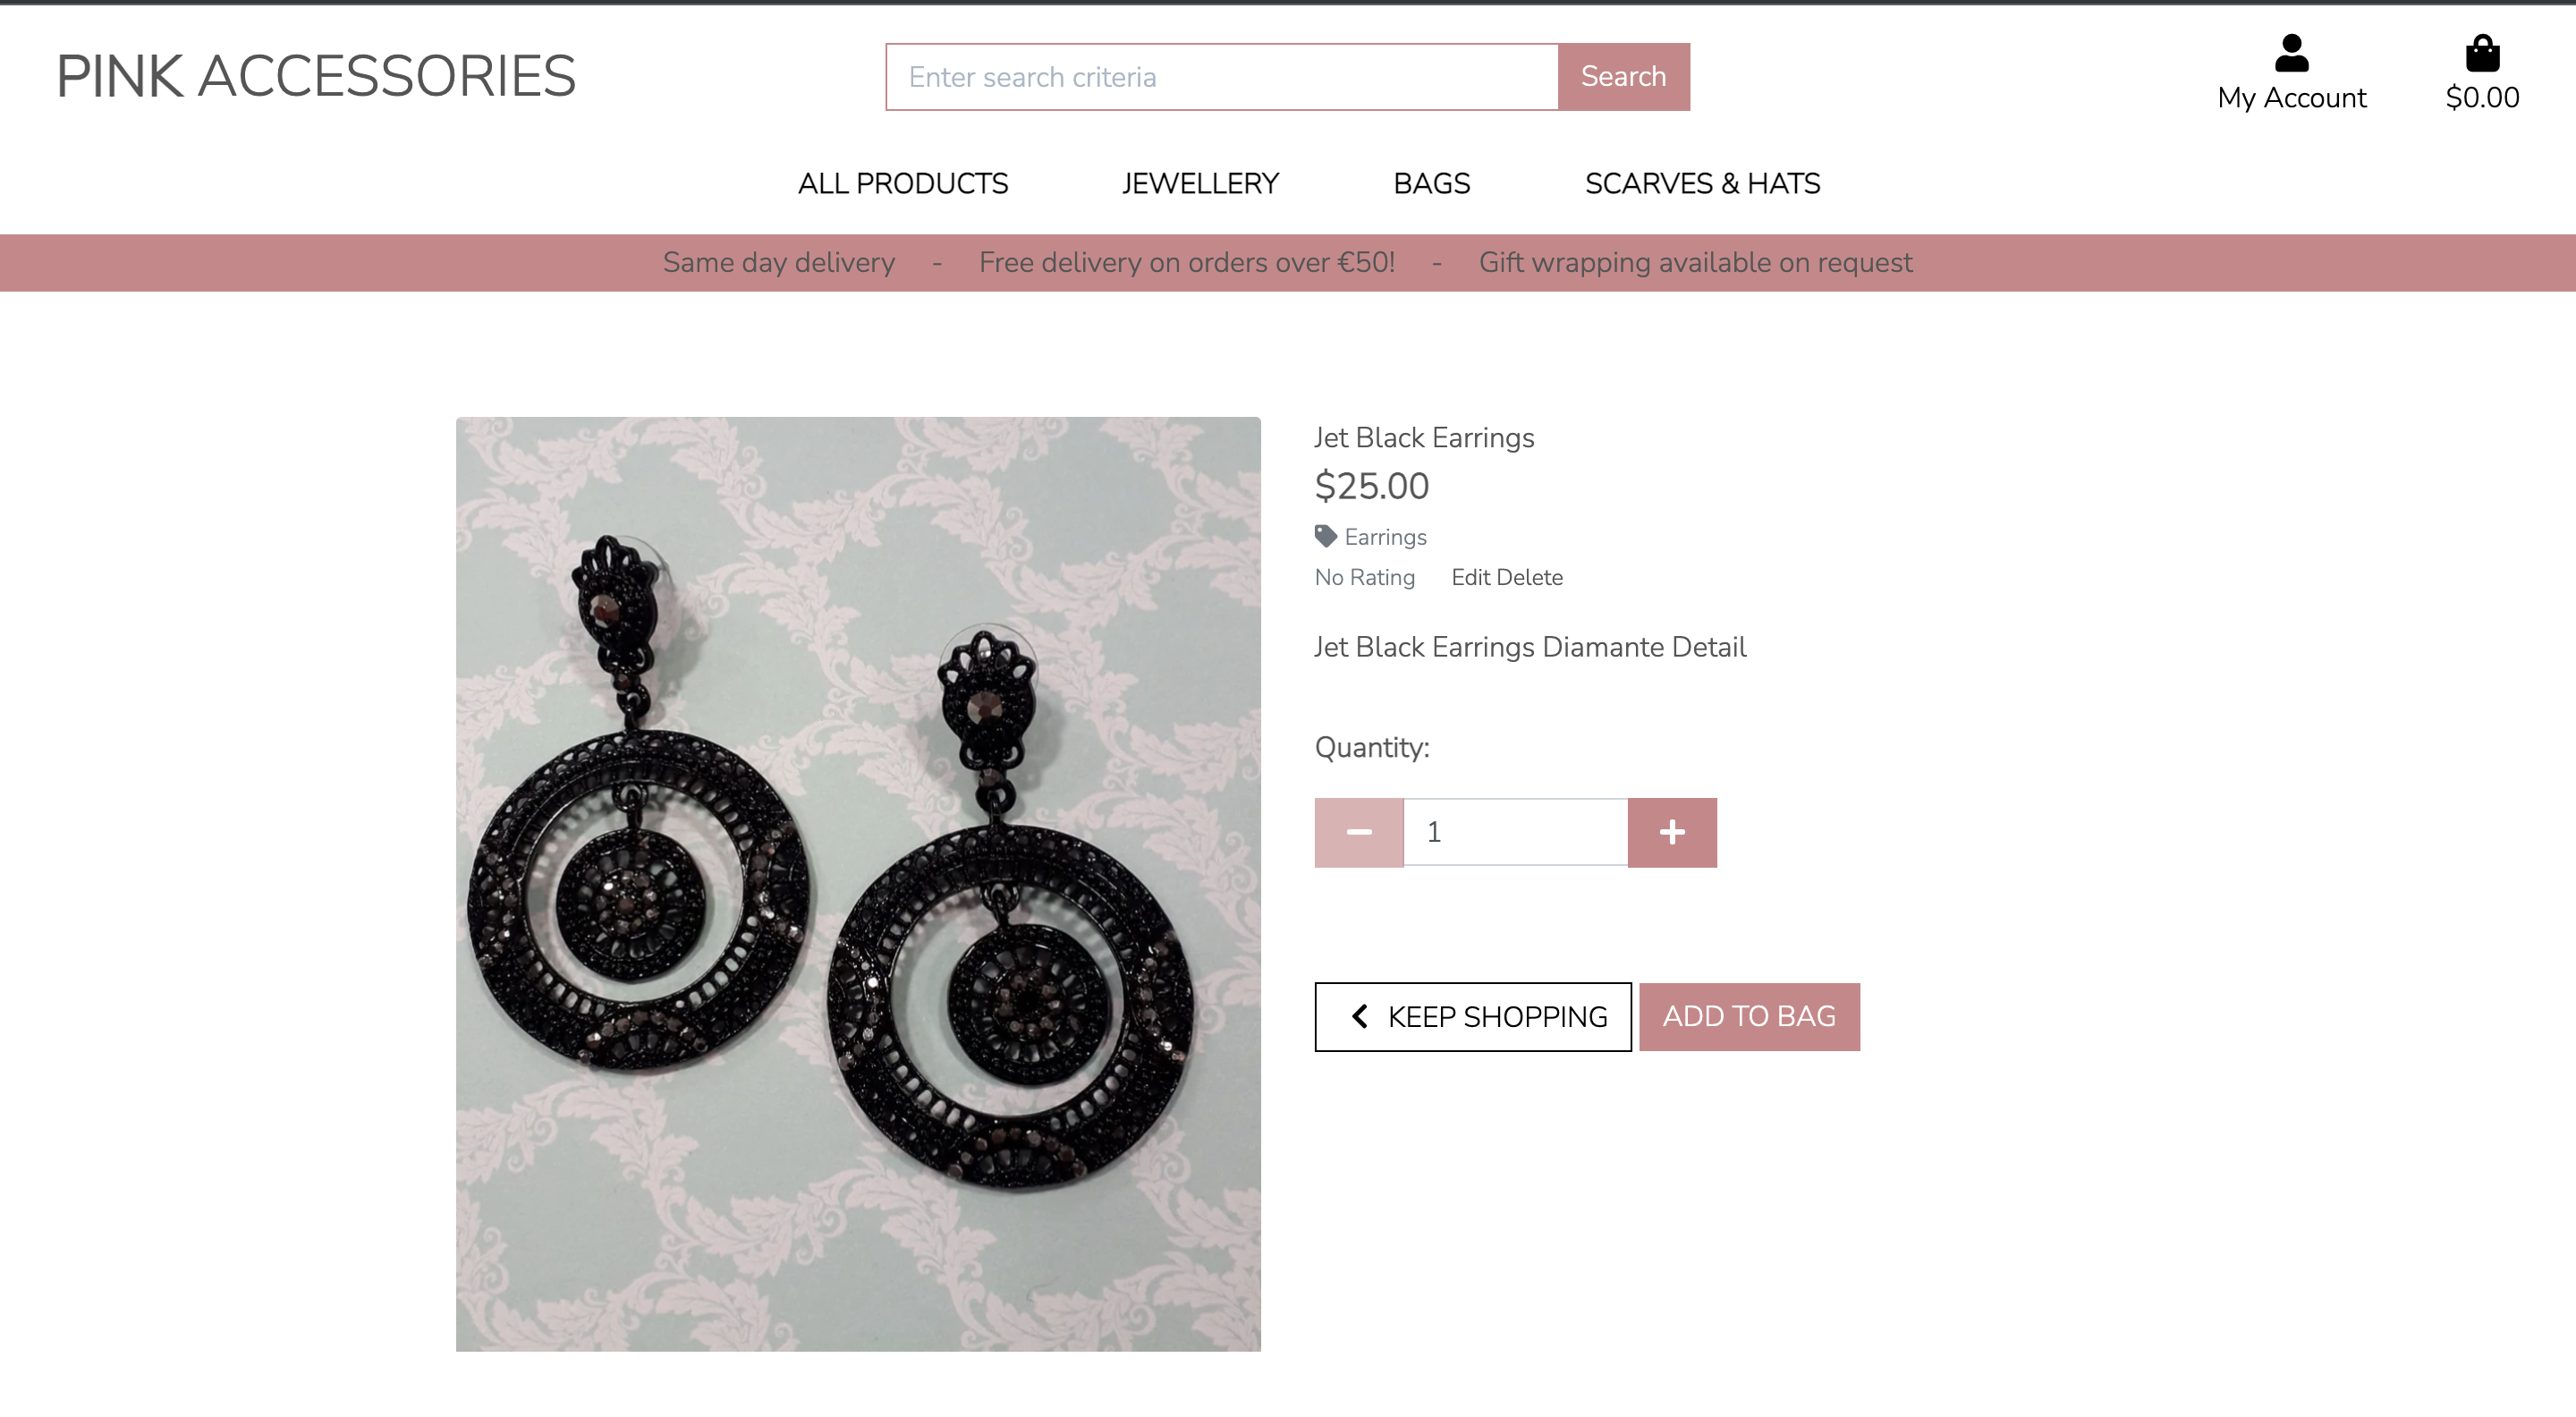 PINK ACCESSORIES
Enter search criteria
Search
My Account
$0.00
ALL PRODUCTS
JEWELLERY
BAGS
SCARVES & HATS
Same day delivery - Free delivery on orders over €50! - Gift wrapping available on request
Jet Black Earrings
$25.00
Earrings
No Rating Edit Delete
Jet Black Earrings Diamante Detail
Quantity:
1
KEEP SHOPPING
ADD TO BAG